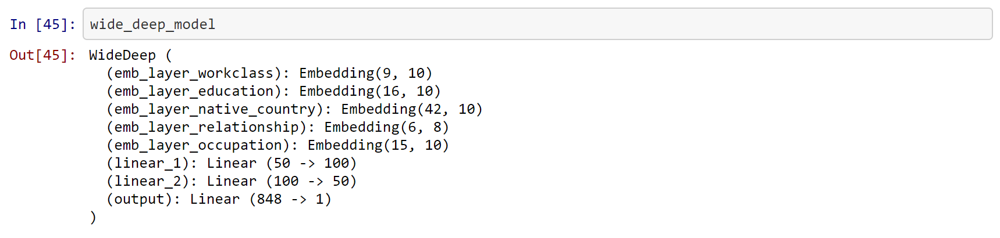 In [45]: wide_deep_model
Out[45]: WideDeep (
  (emb_layer_workclass): Embedding(9, 10)
  (emb_layer_education): Embedding(16, 10)
  (emb_layer_native_country): Embedding(42, 10)
  (emb_layer_relationship): Embedding(6, 8)
  (emb_layer_occupation): Embedding(15, 10)
  (linear_1): Linear (50 -> 100)
  (linear_2): Linear (100 -> 50)
  (output): Linear (848 -> 1)
)